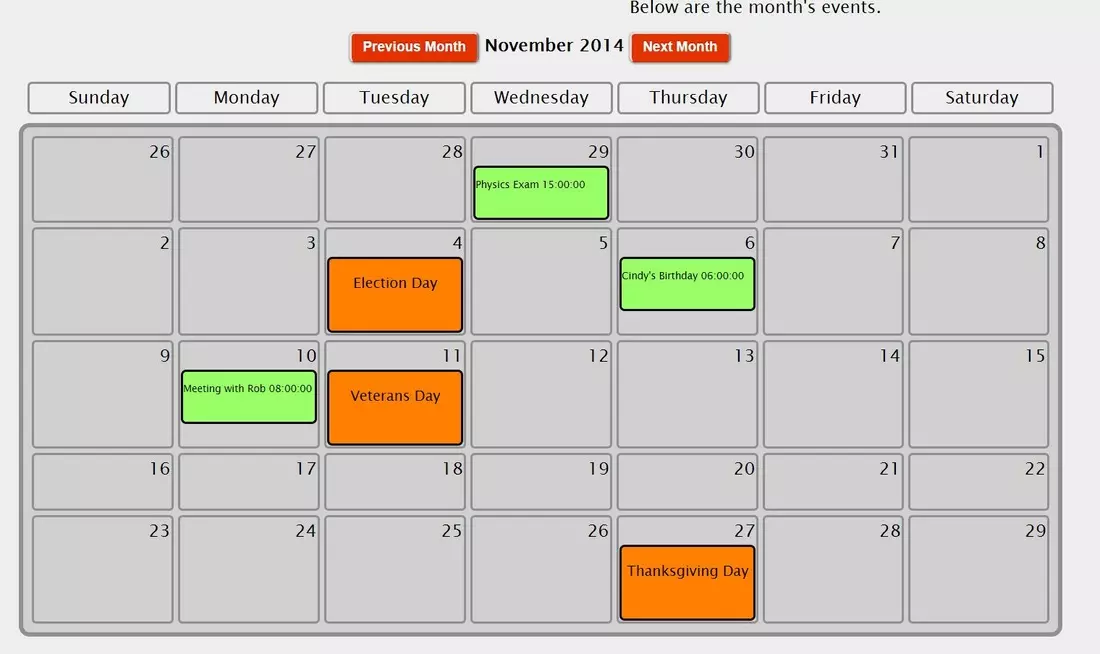 Below are the month's events.
Previous Month November 2014 Next Month
Sunday Monday Tuesday Wednesday Thursday Friday Saturday
26 27 28 29 30 31 1
Physics Exam 15:00:00
2 3 4 5 6 7 8
Election Day Cindy's Birthday 06:00:00
9 10 11 12 13 14 15
Meeting with Rob 08:00:00 Veterans Day
16 17 18 19 20 21 22
23 24 25 26 27 28 29
Thanksgiving Day